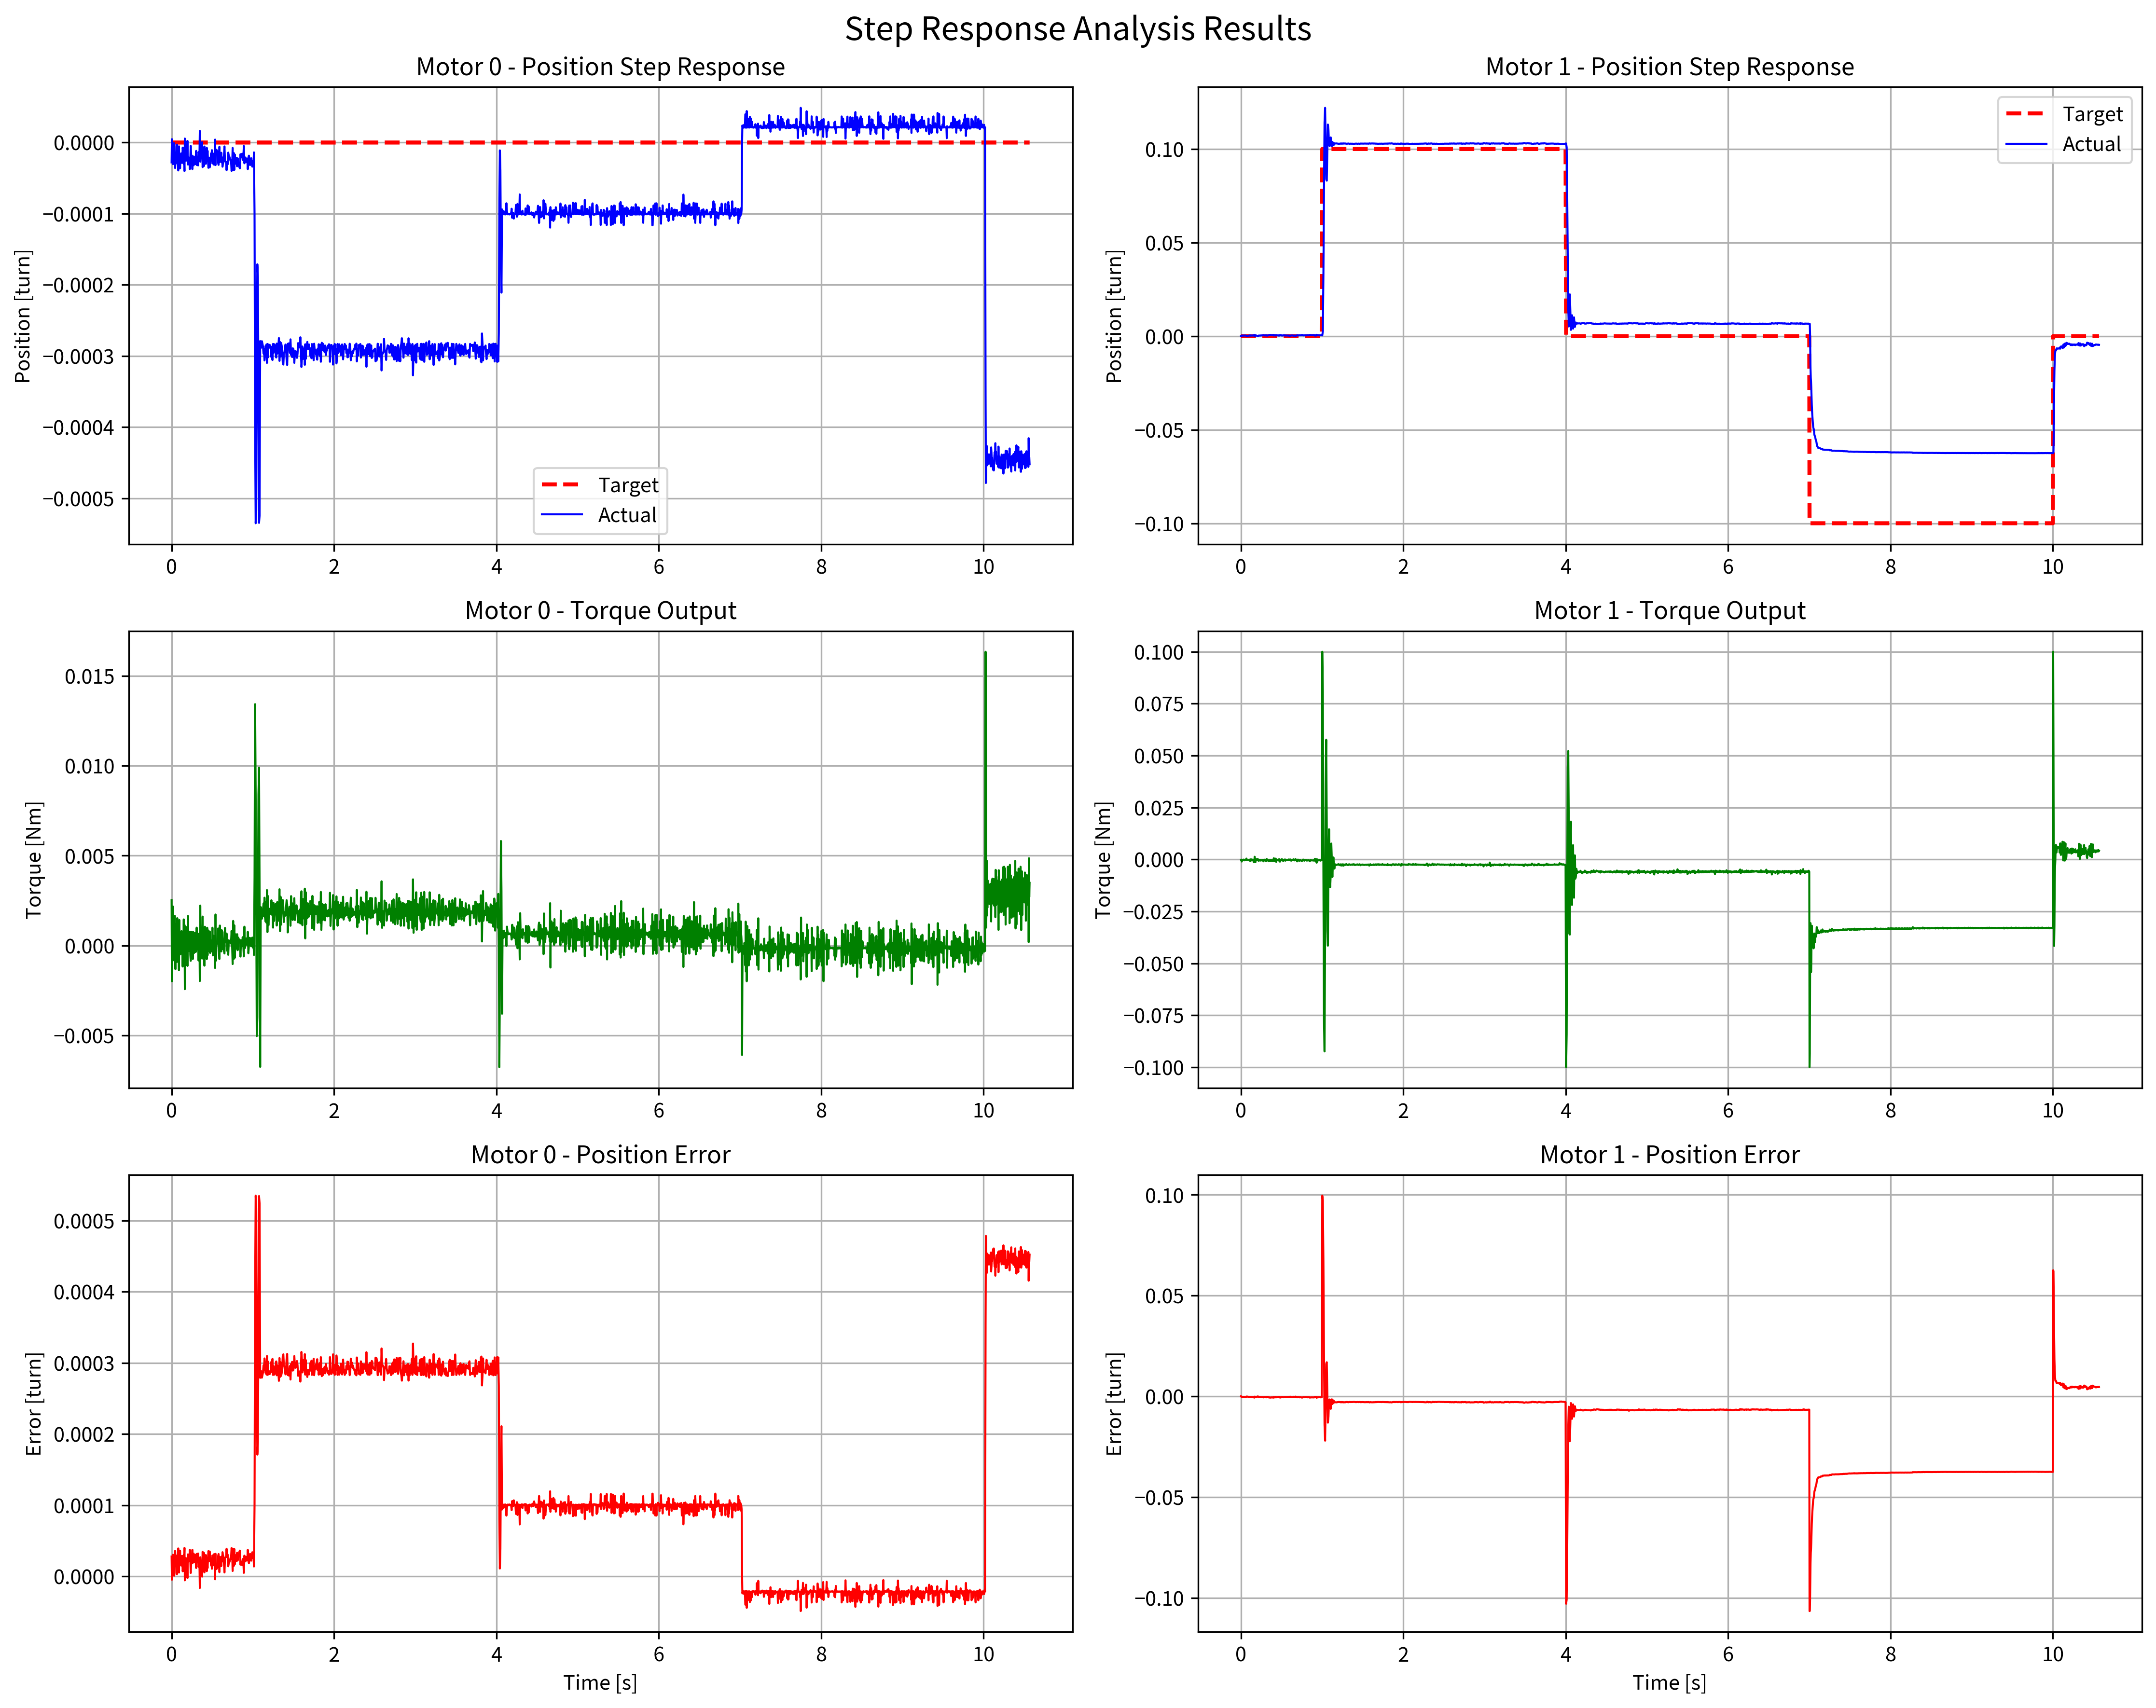 Step Response Analysis Results
Motor 0 - Position Step Response
Position [turn]
0.0000
−0.0001
−0.0002
−0.0003
−0.0004
−0.0005
Target
Actual
0 2 4 6 8 10
Motor 1 - Position Step Response
Position [turn]
0.10
0.05
0.00
−0.05
−0.10
Target
Actual
0 2 4 6 8 10
Motor 0 - Torque Output
Torque [Nm]
0.015
0.010
0.005
0.000
−0.005
0 2 4 6 8 10
Motor 1 - Torque Output
Torque [Nm]
0.100
0.075
0.050
0.025
0.000
−0.025
−0.050
−0.075
−0.100
0 2 4 6 8 10
Motor 0 - Position Error
Error [turn]
0.0005
0.0004
0.0003
0.0002
0.0001
0.0000
0 2 4 6 8 10
Time [s]
Motor 1 - Position Error
Error [turn]
0.10
0.05
0.00
−0.05
−0.10
0 2 4 6 8 10
Time [s]